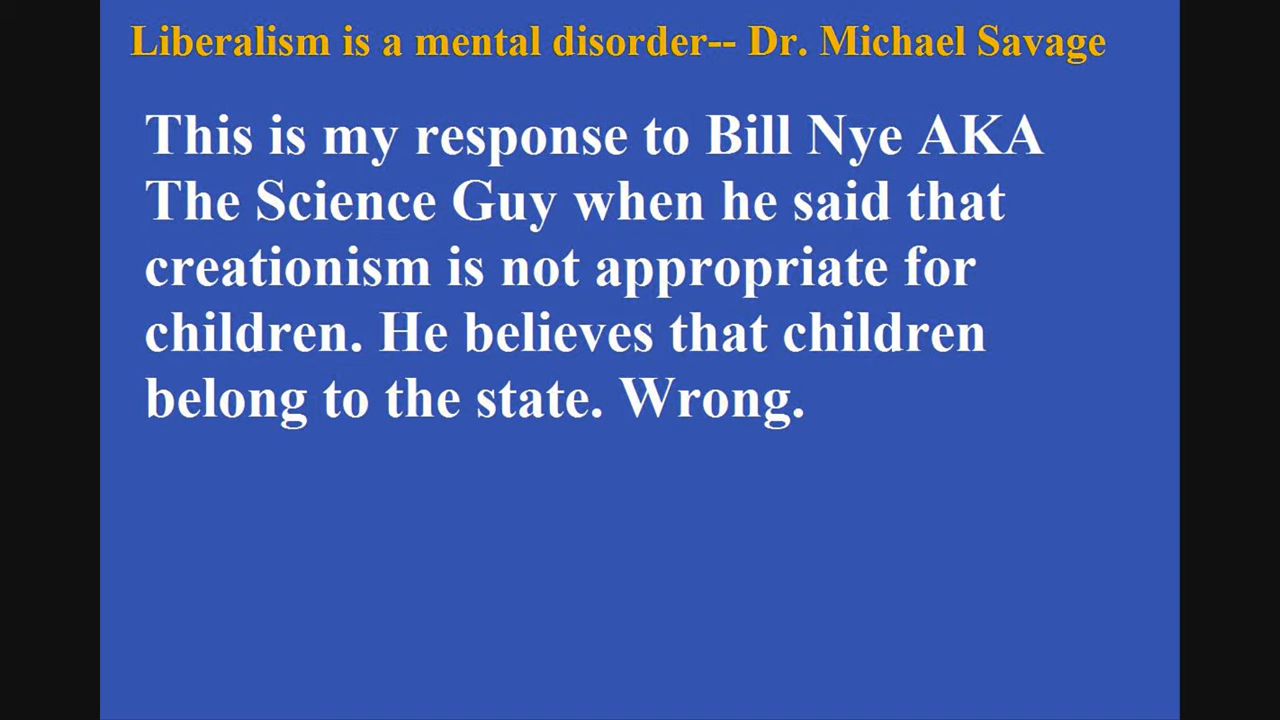 Liberalism is a mental disorder-- Dr. Michael Savage
This is my response to Bill Nye AKA
The Science Guy when he said that
creationism is not appropriate for
children. He believes that children
belong to the state. Wrong.